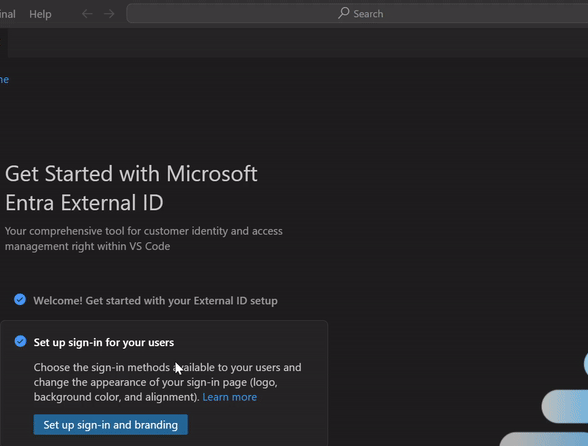 Help
Search
Get Started with Microsoft
Entra External ID
Your comprehensive tool for customer identity and access
management right within VS Code
Welcome! Get started with your External ID setup
Set up sign-in for your users
Choose the sign-in methods available to your users and
change the appearance of your sign-in page (logo,
background color, and alignment). Learn more
Set up sign-in and branding